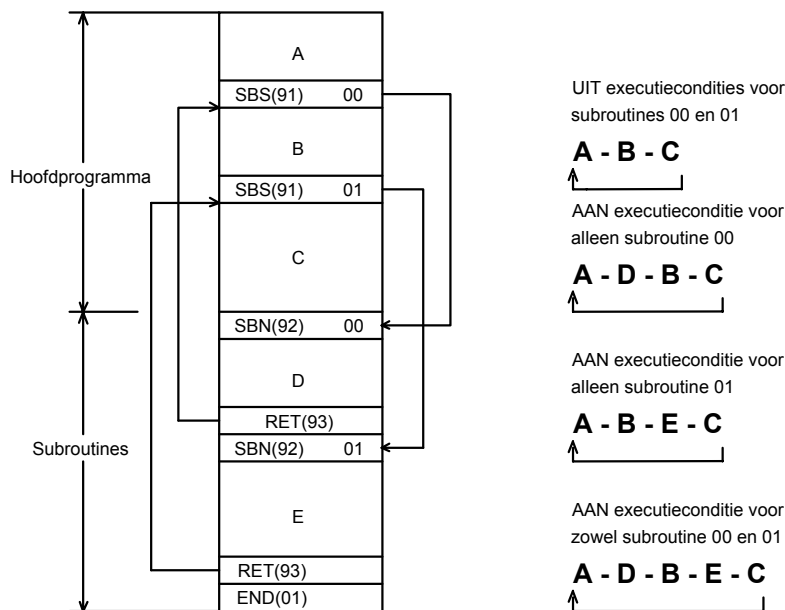 A
SBS(91) 00
B
Hoofdprogramma
SBS(91) 01
C
SBN(92) 00
D
RET(93)
SBN(92) 01
Subroutines
E
RET(93)
END(01)
UIT executiecondities voor
subroutines 00 en 01
A - B - C
AAN executieconditie voor
alleen subroutine 00
A - D - B - C
AAN executieconditie voor
alleen subroutine 01
A - B - E - C
AAN executieconditie voor
zowel subroutine 00 en 01
A - D - B - E - C